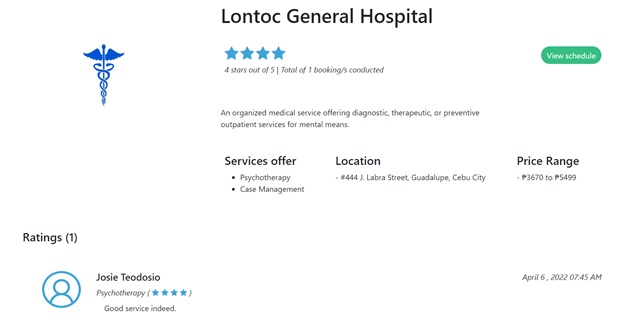 Lontoc General Hospital
View schedule
4 stars out of 5 | Total of 1 booking/s conducted
An organized medical service offering diagnostic, therapeutic, or preventive
outpatient services for mental means.
Services offer
Location
Price Range
• Psychotherapy
- #444 J. Labra Street, Guadalupe, Cebu City
- ₱3670 to ₱5499
• Case Management
Ratings (1)
Josie Teodosio
April 6 , 2022 07:45 AM
Psychotherapy ( ★ ★ ★ ★ )
Good service indeed.